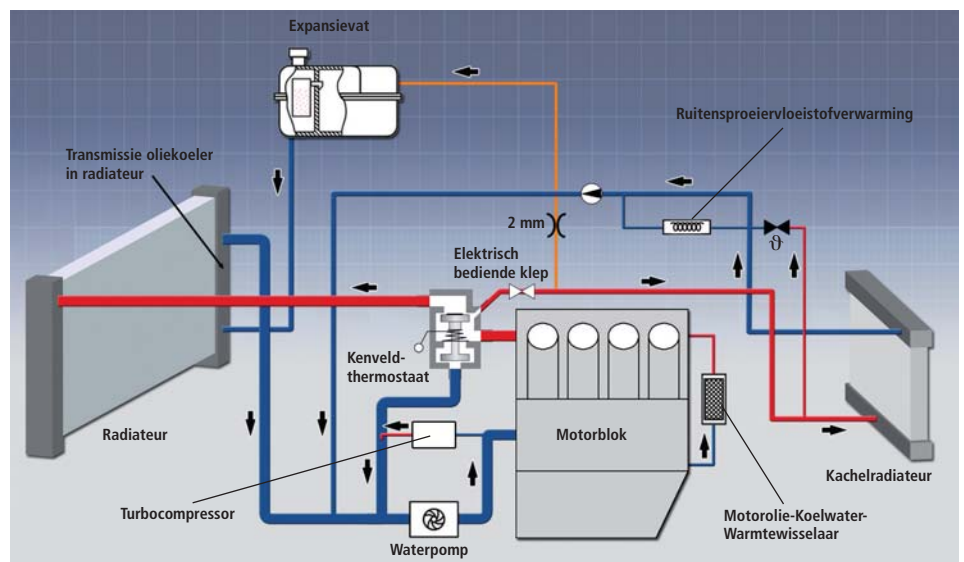 Expansievat
Ruitensproeiervloeistofverwarming
Transmissie oliekoeler
in radiateur
2 mm
ϑ
Elektrisch
bediende klep
Kenveld-
thermostaat
Radiateur
Motorblok
Kachelradiateur
Turbocompressor
Motorolie-Koelwater-
Warmtewisselaar
Waterpomp